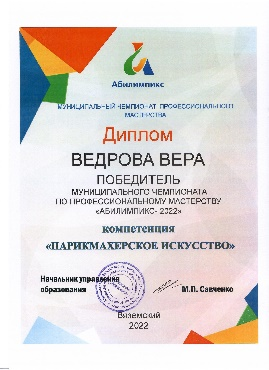 Абилимпикс
МУНИЦИПАЛЬНЫЙ ЧЕМПИОНАТ ПРОФЕССИОНАЛЬНОГО
МАСТЕРСТВА
Диплом
ВЕДРОВА ВЕРА
ПОБЕДИТЕЛЬ
МУНИЦИПАЛЬНОГО ЧЕМПИОНАТА
ПО ПРОФЕССИОНАЛЬНОМУ МАСТЕРСТВУ
«АБИЛИМПИКС- 2022»
компетенция
«ПАРИКМАХЕРСКОЕ ИСКУССТВО»
Начальник управления
образования М.П. Савченко
Вяземский
2022